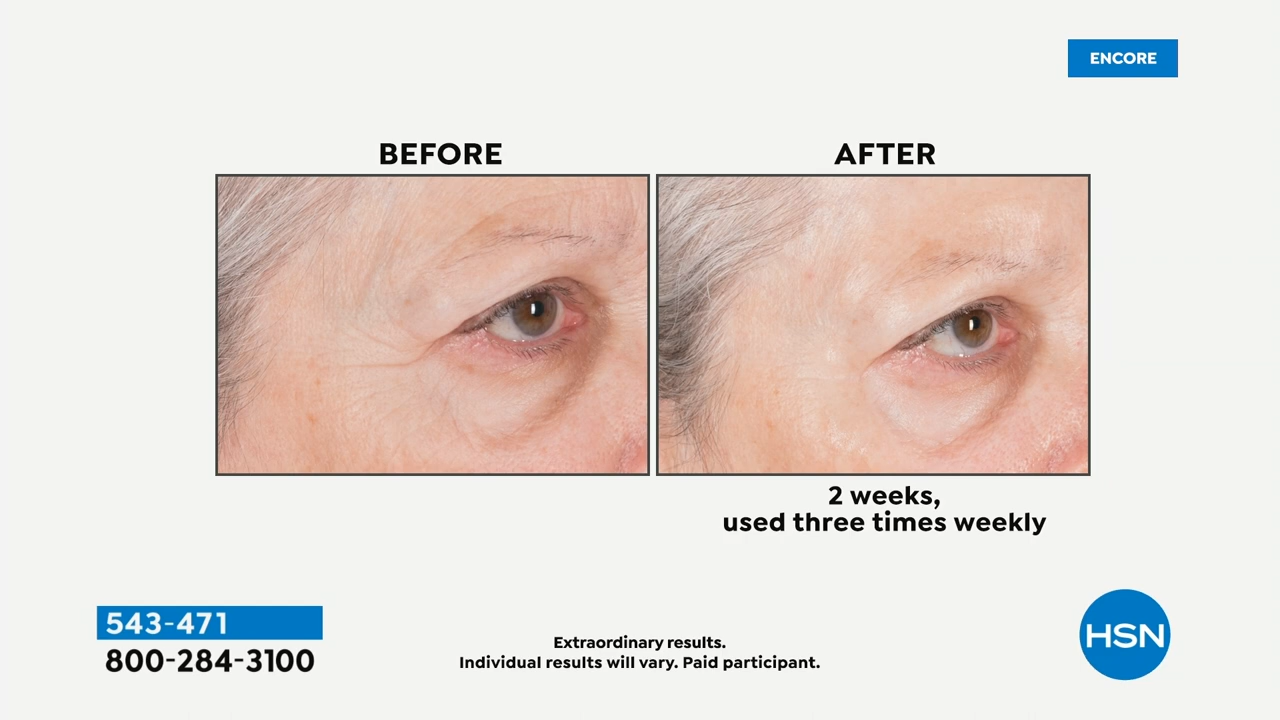 ENCORE
BEFORE
AFTER
2 weeks,
used three times weekly
543-471
800-284-3100
Extraordinary results.
Individual results will vary. Paid participant.
HSN